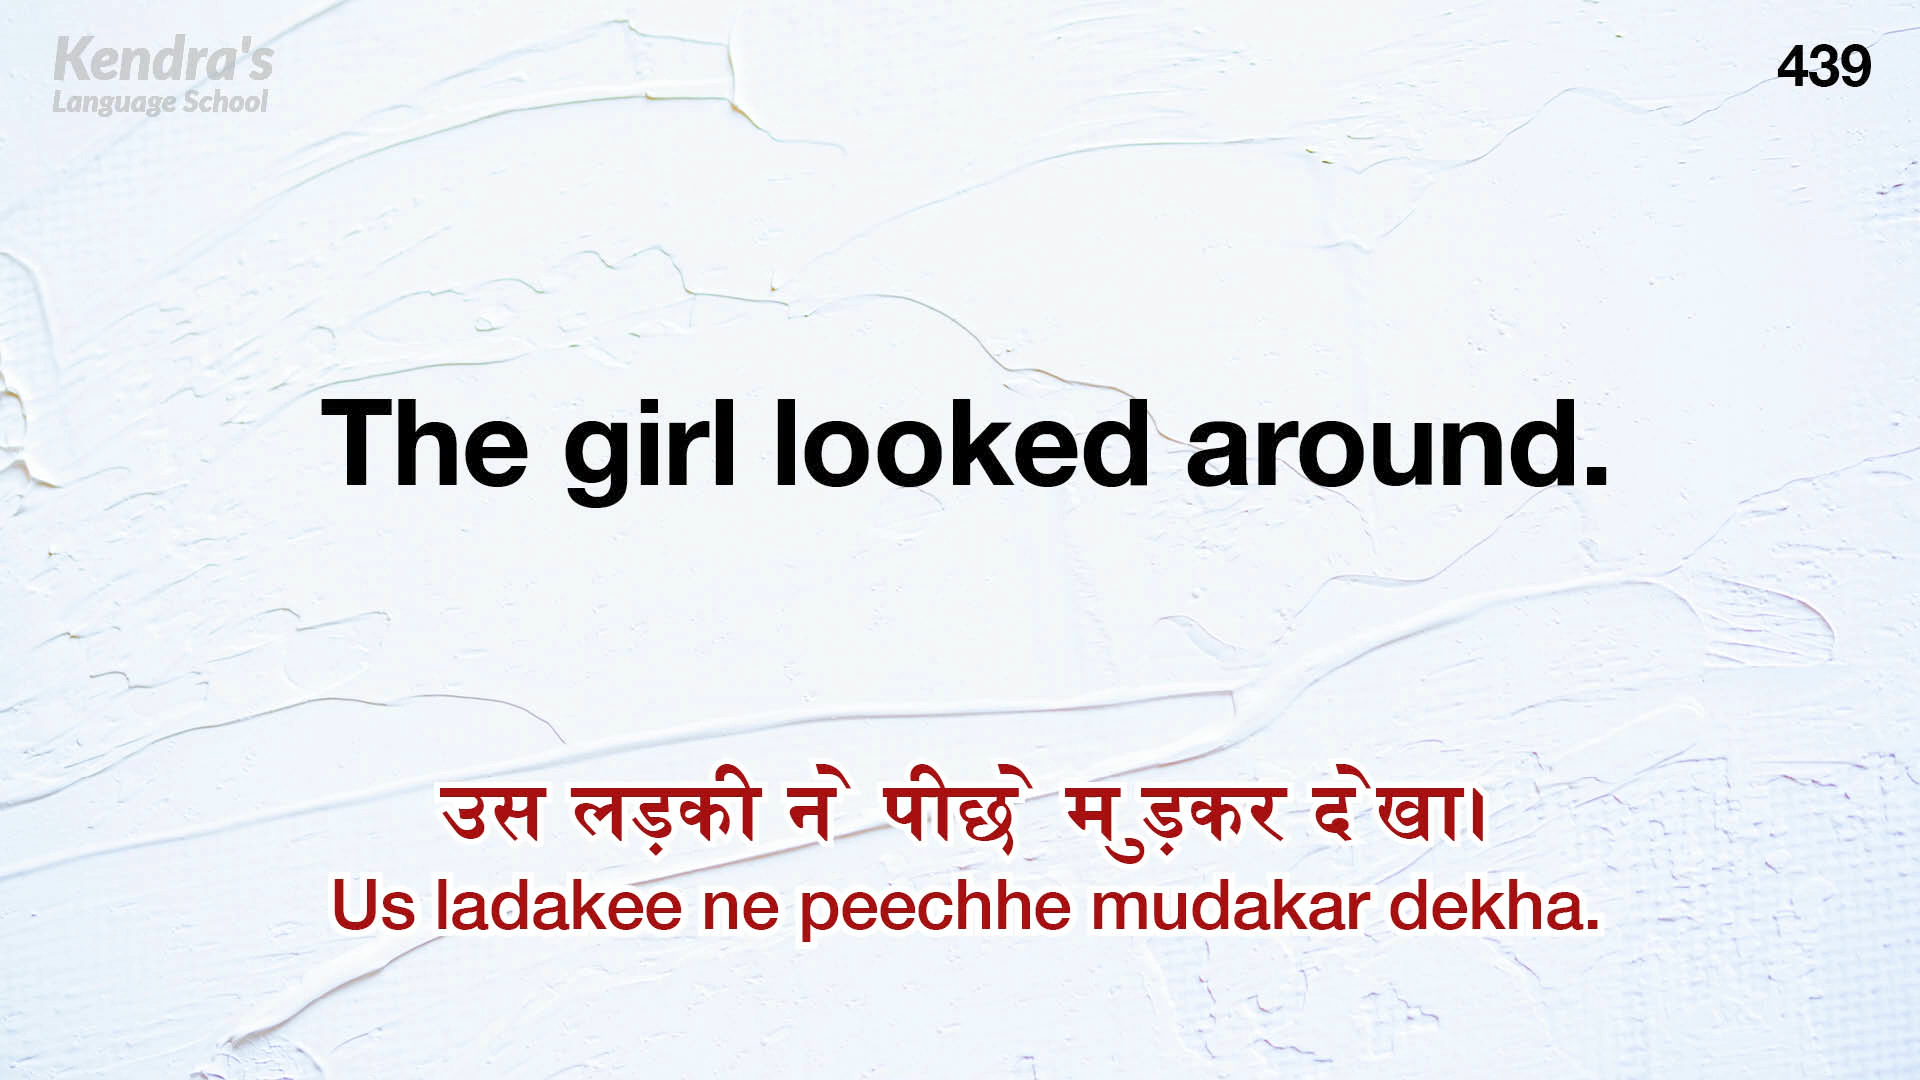 Kendra's
Language School
439
The girl looked around.
उस लड़की ने पीछे मुड़कर देखा।
Us ladakee ne peechhe mudakar dekha.